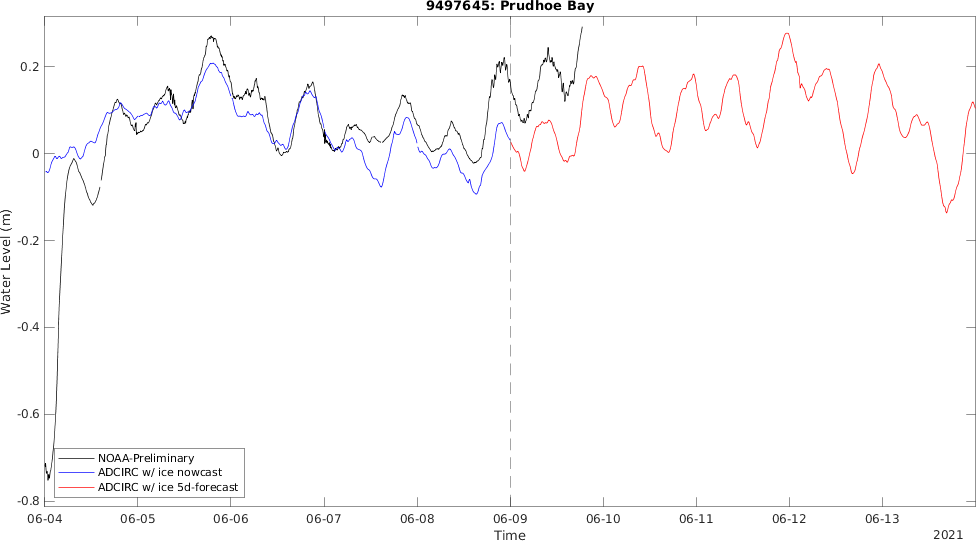 9497645: Prudhoe Bay
Water Level (m)
0.2
0
-0.2
-0.4
-0.6
-0.8
NOAA-Preliminary
ADCIRC w/ ice nowcast
ADCIRC w/ ice 5d-forecast
06-04 06-05 06-06 06-07 06-08 06-09 06-10 06-11 06-12 06-13
Time
2021